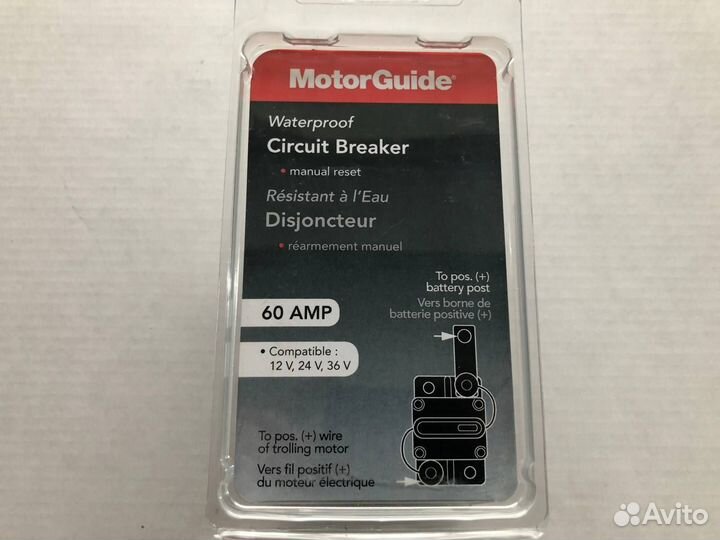 MotorGuide®
Waterproof
Circuit Breaker
• manual reset
Résistant à l'Eau
Disjoncteur
• réarmement manuel
To pos. (+)
battery post
Vers borne de
batterie positive (+)
60 AMP
• Compatible :
12 V, 24 V, 36 V
To pos. (+) wire
of trolling motor
Vers fil positif (+)
du moteur électrique
Avito